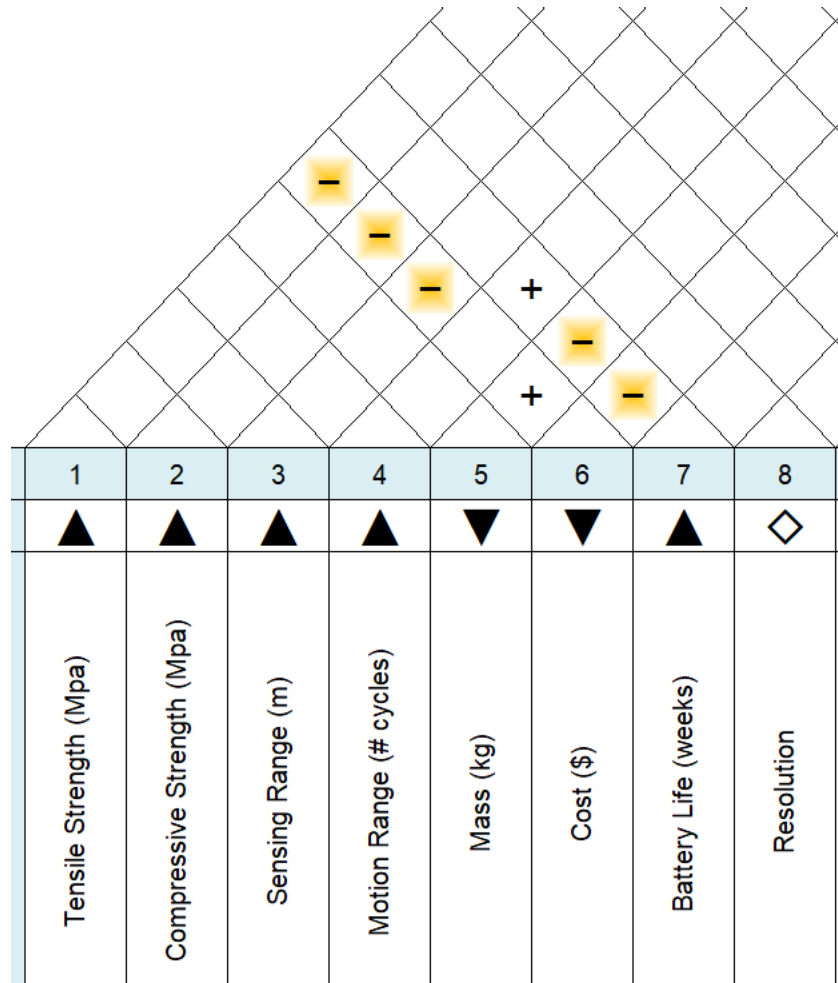 −
−
− +
−
+ −
1 2 3 4 5 6 7 8
▲ ▲ ▲ ▲ ▼ ▼ ▲ ◇
Tensile Strength (Mpa)
Compressive Strength (Mpa)
Sensing Range (m)
Motion Range (# cycles)
Mass (kg)
Cost ($)
Battery Life (weeks)
Resolution